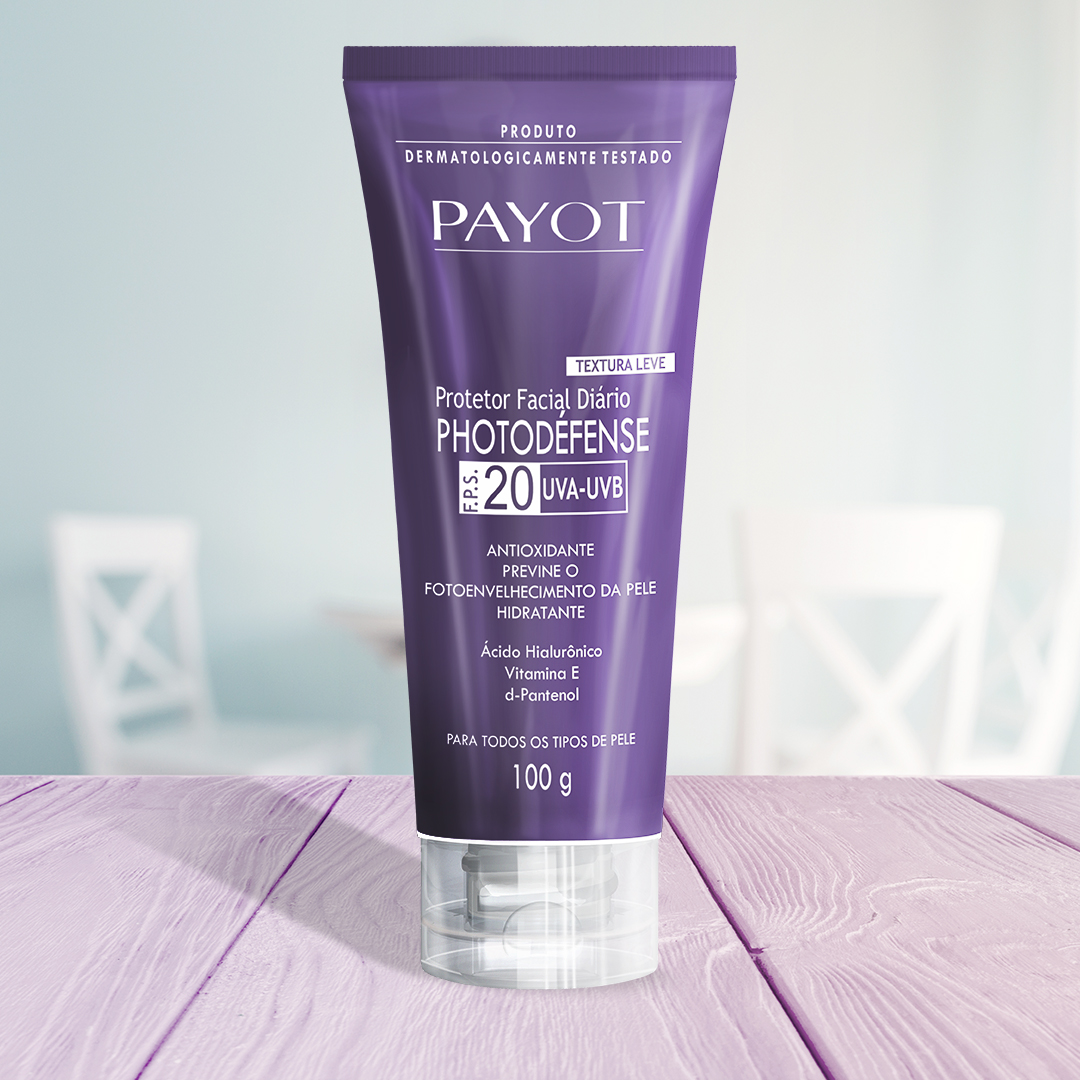 PRODUTO
DERMATOLOGICAMENTE TESTADO
PAYOT
TEXTURA LEVE
Protetor Facial Diário
PHOTODÉFENSE
F.P.S. 20 UVA-UVB
ANTIOXIDANTE
PREVINE O
FOTOENVELHECIMENTO DA PELE
HIDRATANTE
Ácido Hialurônico
Vitamina E
d-Pantenol
PARA TODOS OS TIPOS DE PELE
100 g